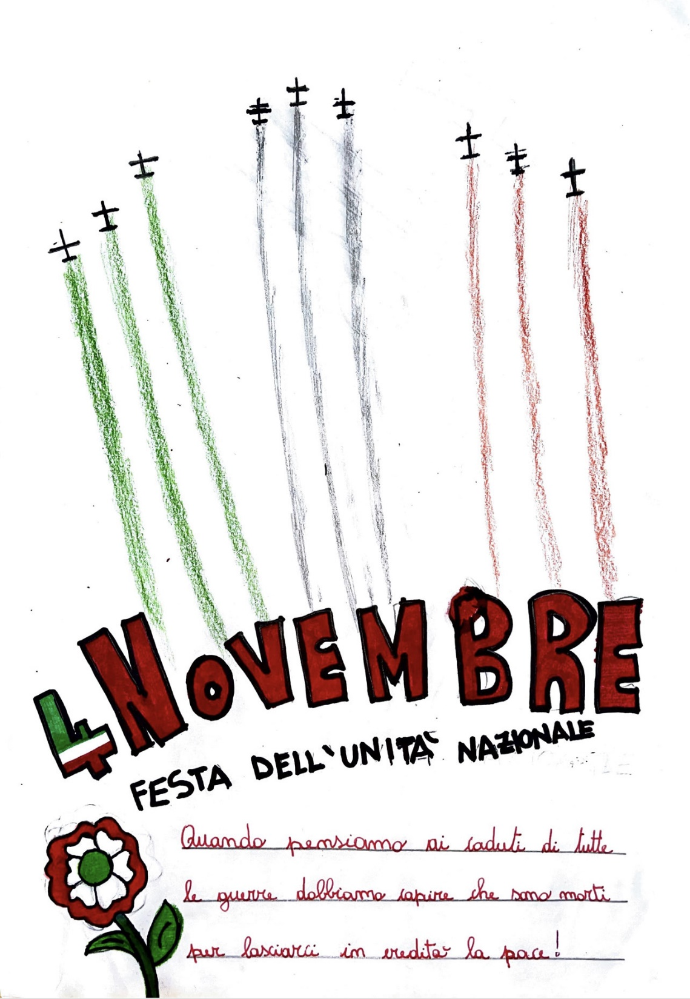 4 NOVEMBRE
FESTA DELL'UNITA' NAZIONALE
Quando pensiamo ai caduti di tutte
le guerre dobbiamo capire che sono morti
per lasciarci in eredità la pace!